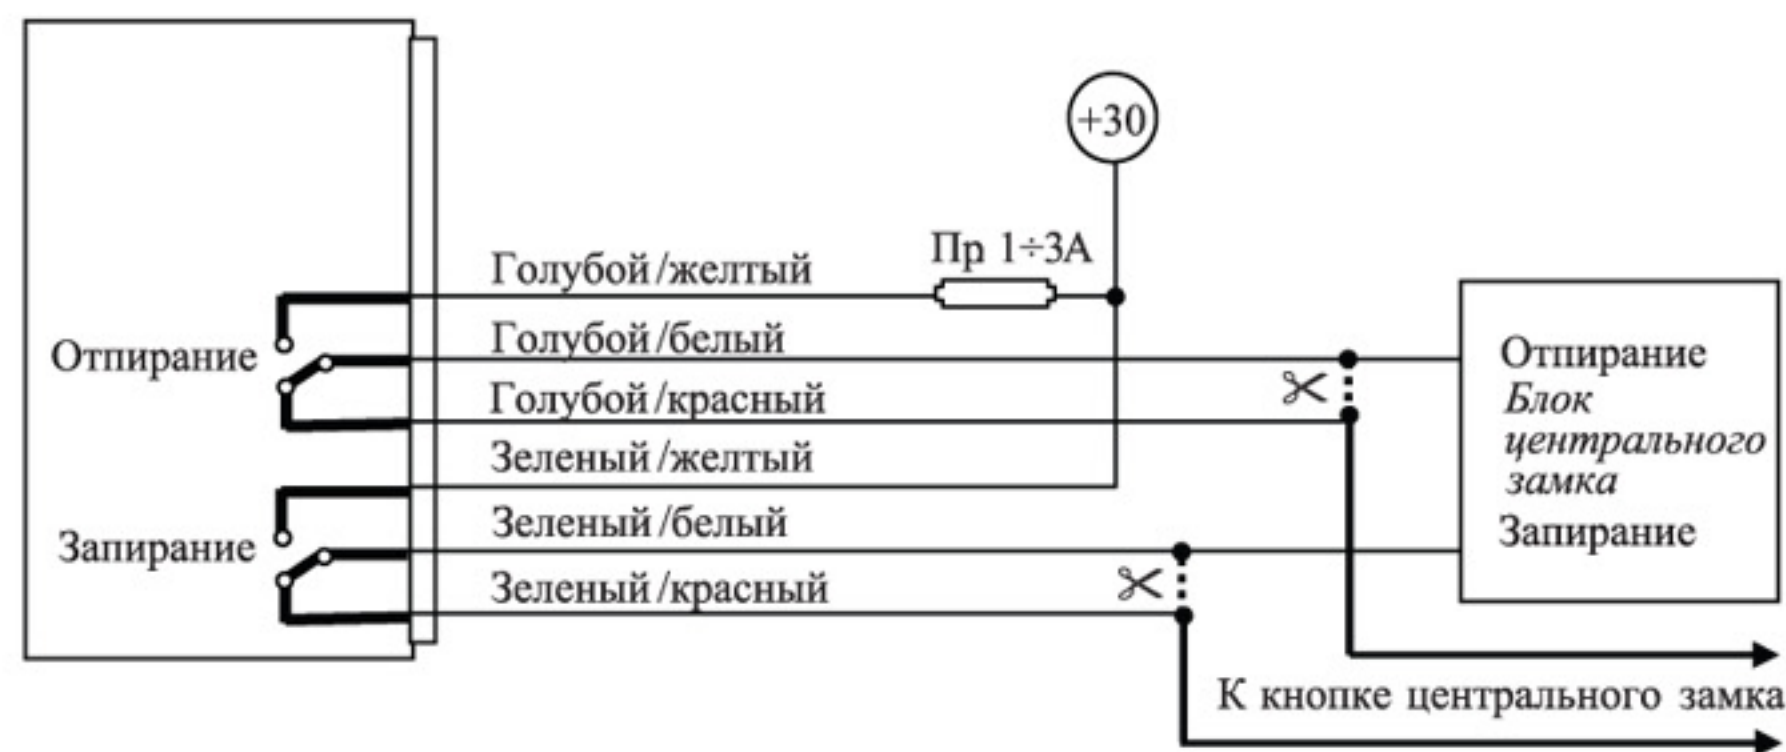 +30
Пр 1÷3А
Голубой/желтый
Голубой/белый
Голубой/красный
Зеленый/желтый
Зеленый/белый
Зеленый/красный
Отпирание
Запирание
Отпирание
Блок
центрального
замка
Запирание
К кнопке центрального замка